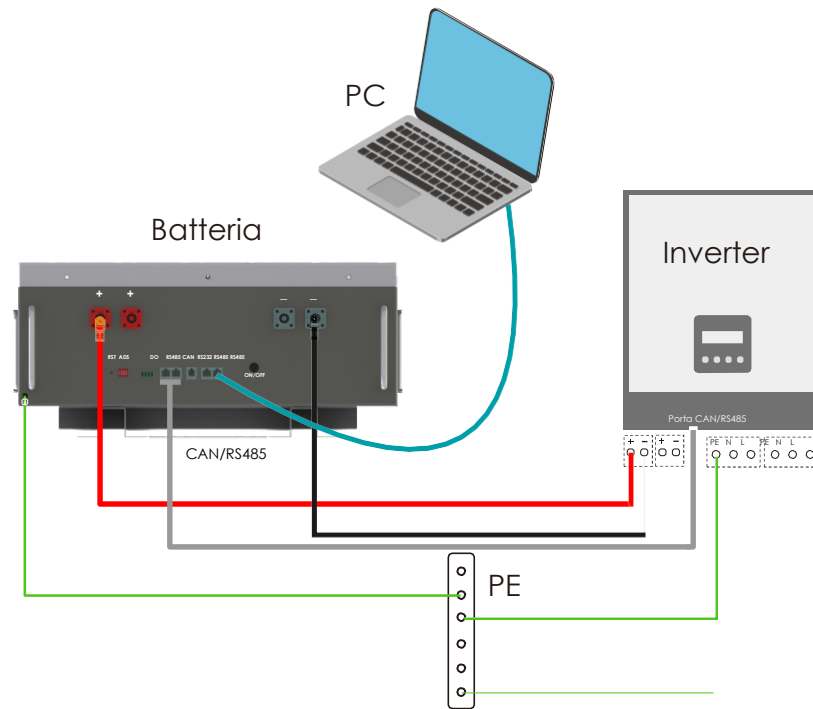 PC
Batteria
Inverter
+ +
− −
RST ADS DO RS485 CAN RS232 RS485 RS485
ON/OFF
Porta CAN/RS485
CAN/RS485
+ − + −
PE N L PE N L
PE